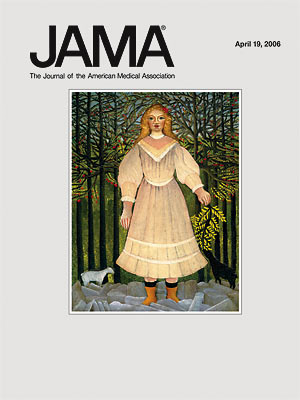 JAMA®
April 19, 2006
The Journal of the American Medical Association